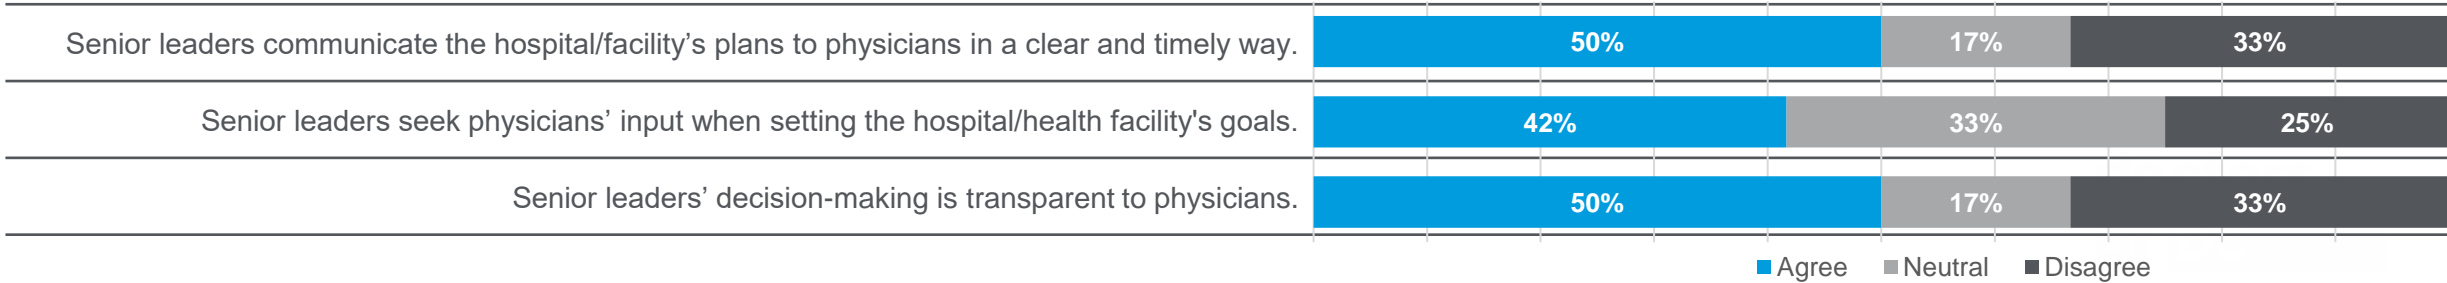 Senior leaders communicate the hospital/facility’s plans to physicians in a clear and timely way. 50% 17% 33%
Senior leaders seek physicians’ input when setting the hospital/health facility's goals. 42% 33% 25%
Senior leaders’ decision-making is transparent to physicians. 50% 17% 33%
Agree Neutral Disagree